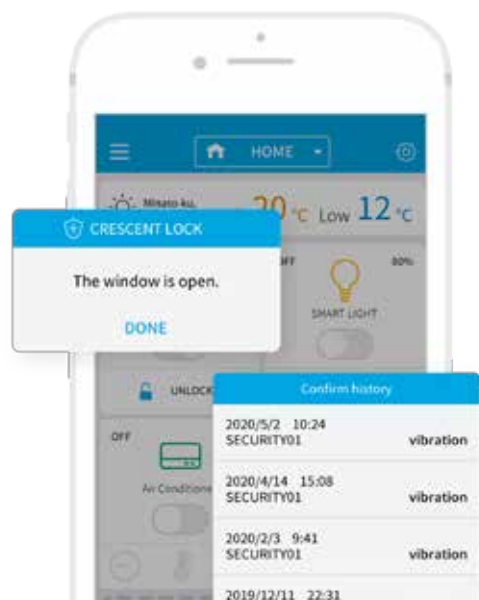 HOME
Minato-ku,
20 °C Low 12 °C
CRESCENT LOCK
The window is open.
DONE
OFF
80%
SMART LIGHT
UNLOCK
OFF
Air Conditione
Confirm history
2020/5/2 10:24
SECURITY01 vibration
2020/4/14 15:08
SECURITY01 vibration
2020/2/3 9:41
SECURITY01 vibration
2019/12/11 22:31